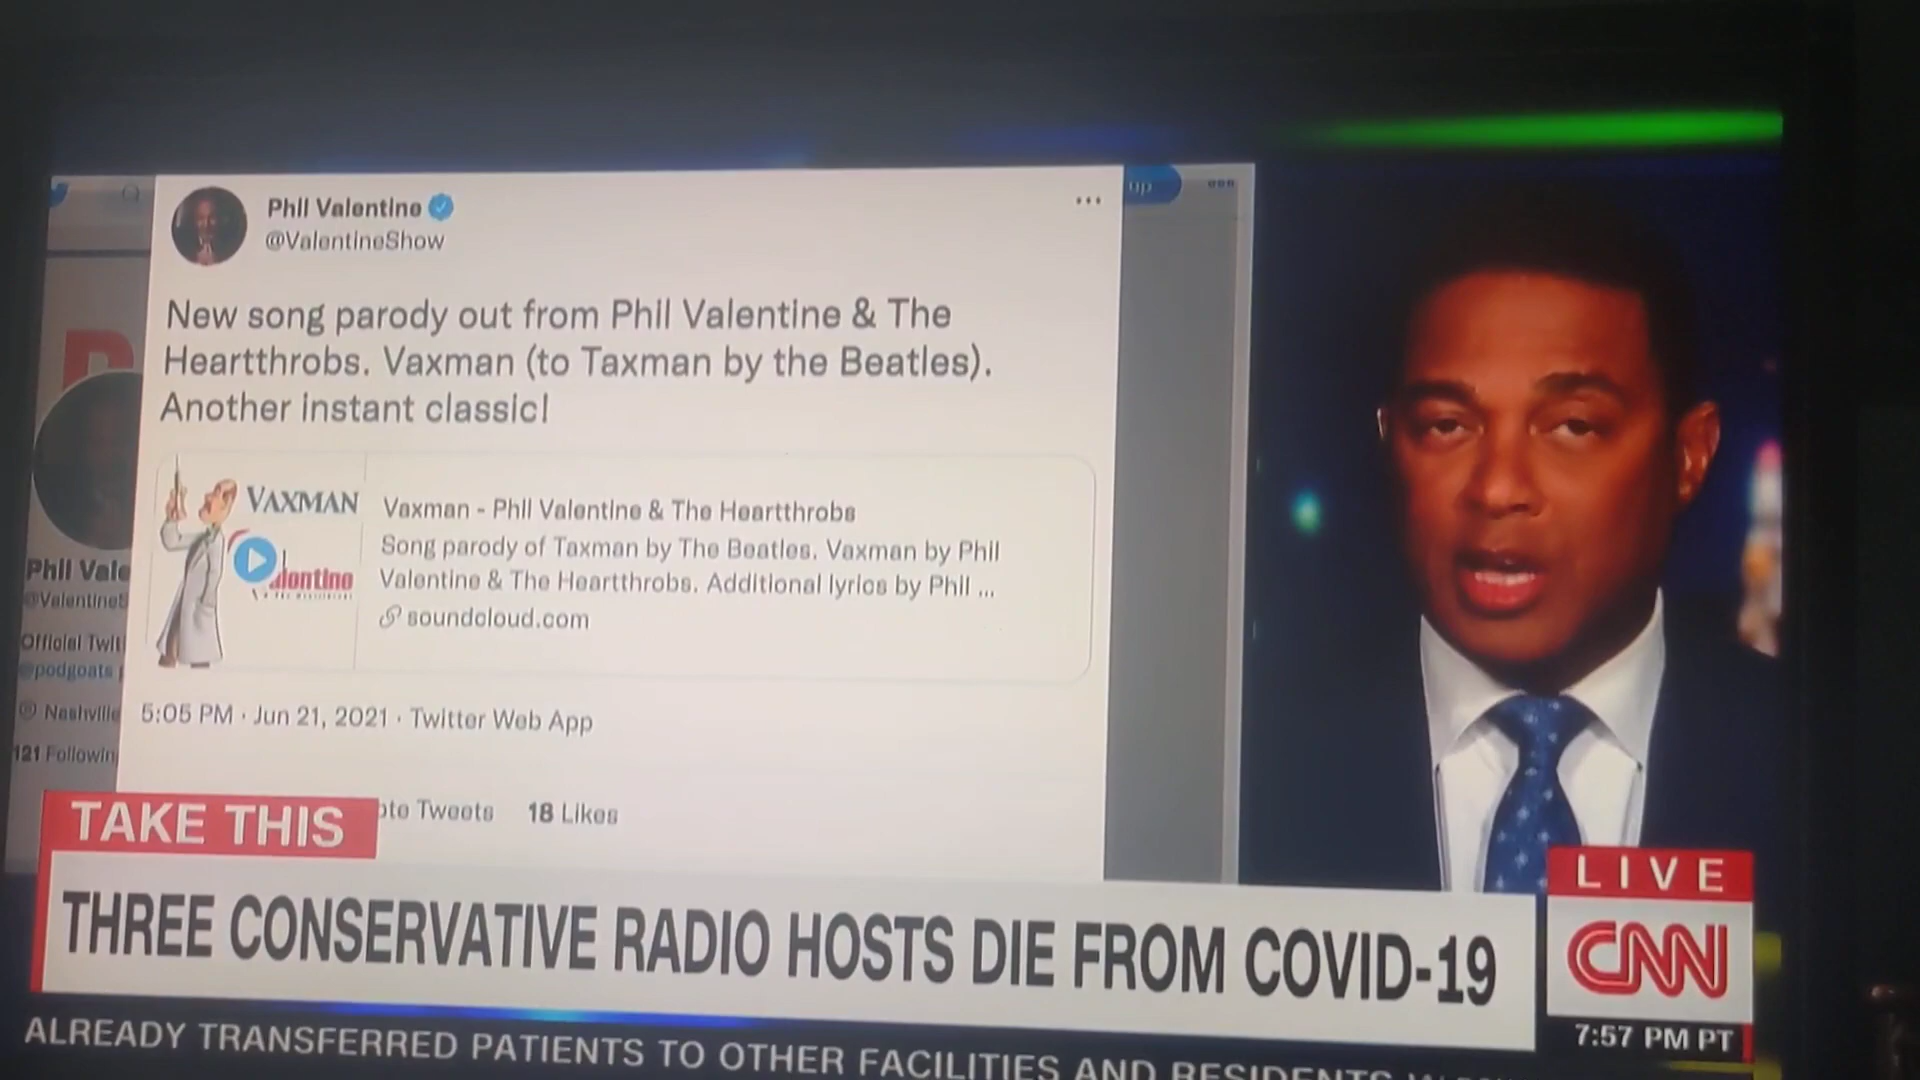 up
Phil Valentine
@ValentineShow
New song parody out from Phil Valentine & The
Heartthrobs. Vaxman (to Taxman by the Beatles).
Another instant classic!
VAXMAN
Vaxman - Phil Valentine & The Heartthrobs
Song parody of Taxman by The Beatles. Vaxman by Phil
Valentine & The Heartthrobs. Additional lyrics by Phil ...
soundcloud.com
5:05 PM · Jun 21, 2021 · Twitter Web App
Tweets 18 Likes
Phil Vale
@ValentineS
Official Twit
@podgoats
Nashville
121 Followin
TAKE THIS
THREE CONSERVATIVE RADIO HOSTS DIE FROM COVID-19
LIVE
CNN
7:57 PM PT
ALREADY TRANSFERRED PATIENTS TO OTHER FACILITIES AND RESIDENTS